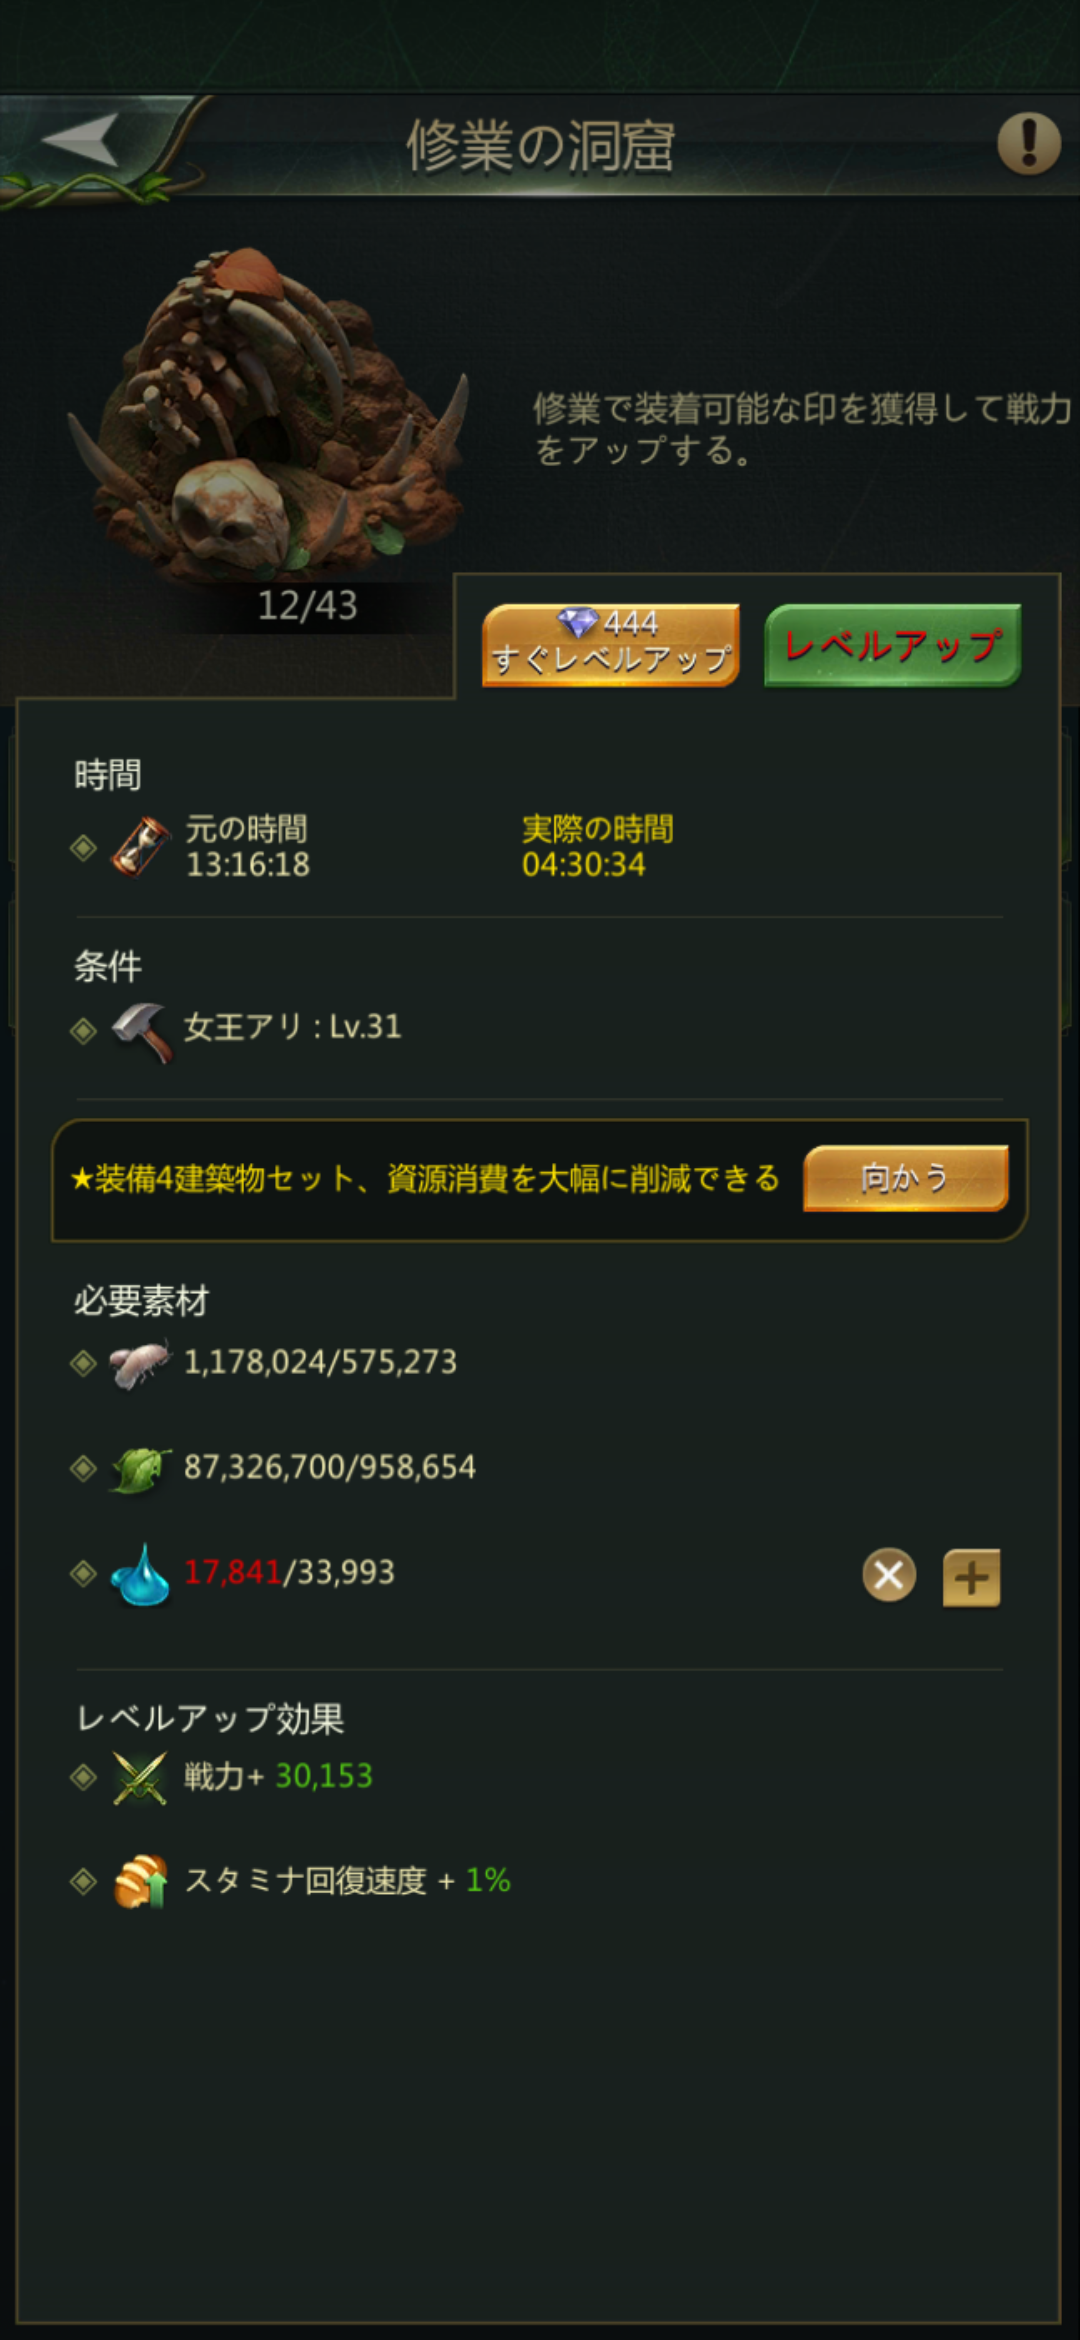 修業の洞窟
修業で装着可能な印を獲得して戦力
をアップする。
12/43
444
すぐレベルアップ
レベルアップ
時間
元の時間
13:16:18
実際の時間
04:30:34
条件
女王アリ : Lv.31
★装備4建築物セット、資源消費を大幅に削減できる
向かう
必要素材
1,178,024/575,273
87,326,700/958,654
17,841/33,993
レベルアップ効果
戦力+ 30,153
スタミナ回復速度 + 1%